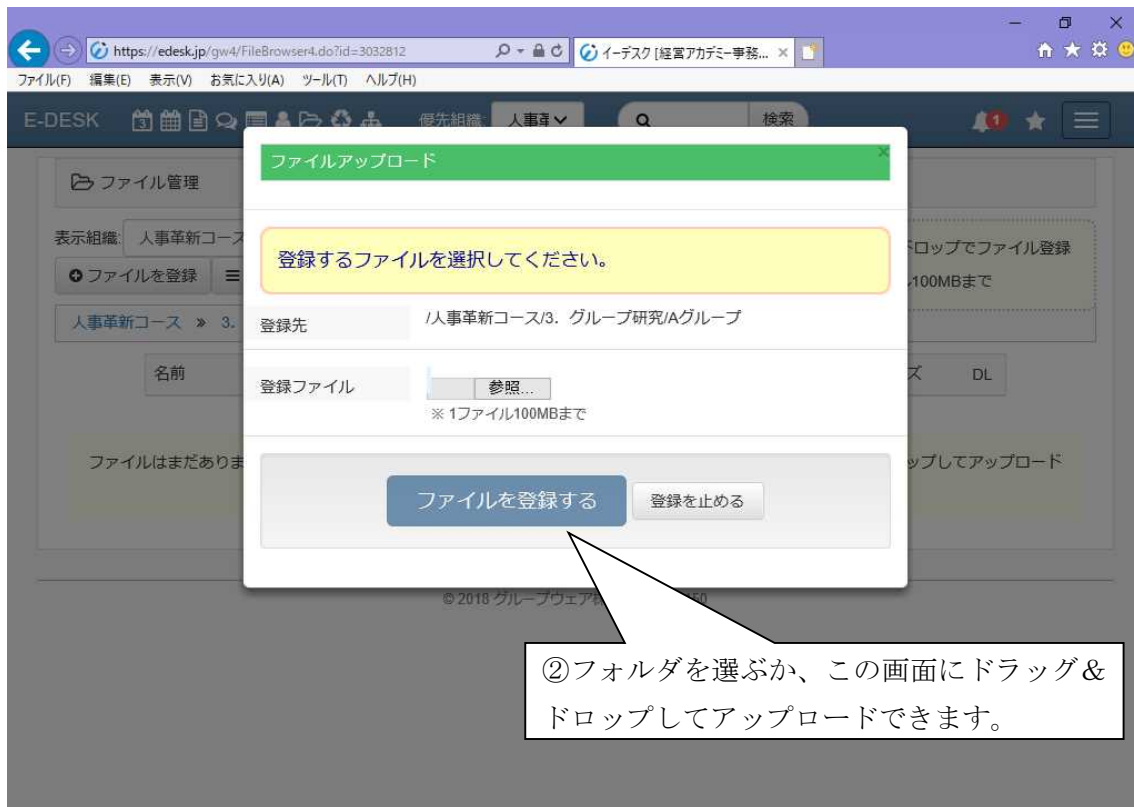 https://edesk.jp/gw4/FileBrowser4.do?id=3032812
イーデスク [経営アカデミー事務...
ファイル(F) 編集(E) 表示(V) お気に入り(A) ツール(T) ヘルプ(H)
E-DESK 3 優先組織: 人事 検索 10
ファイルアップロード ×
ファイル管理
表示組織: 人事革新コース
登録するファイルを選択してください。
ドロップでファイル登録
ファイルを登録
100MBまで
人事革新コース » 3.
登録先 /人事革新コース/3．グループ研究/Aグループ
名前
登録ファイル 参照...
ズ DL
※ 1ファイル100MBまで
ファイルはまだありま
ップしてアップロード
ファイルを登録する 登録を止める
© 2018 グループウェア
②フォルダを選ぶか、この画面にドラッグ＆
ドロップしてアップロードできます。